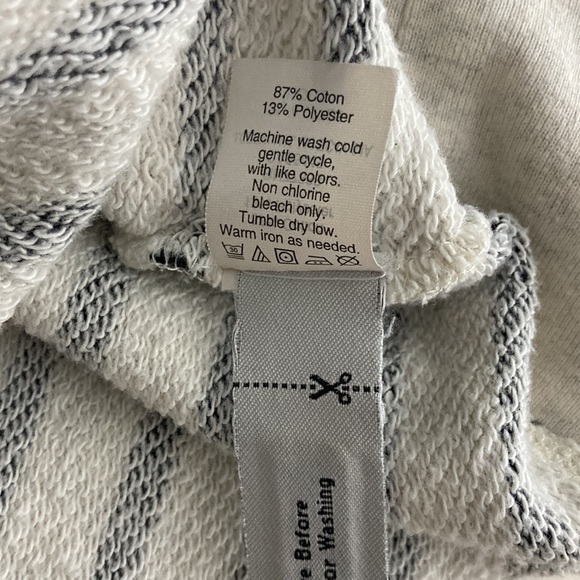 87% Coton
13% Polyester
Machine wash cold
gentle cycle,
with like colors.
Non chlorine
bleach only.
Tumble dry low.
Warm iron as needed.
30
Before
Washing